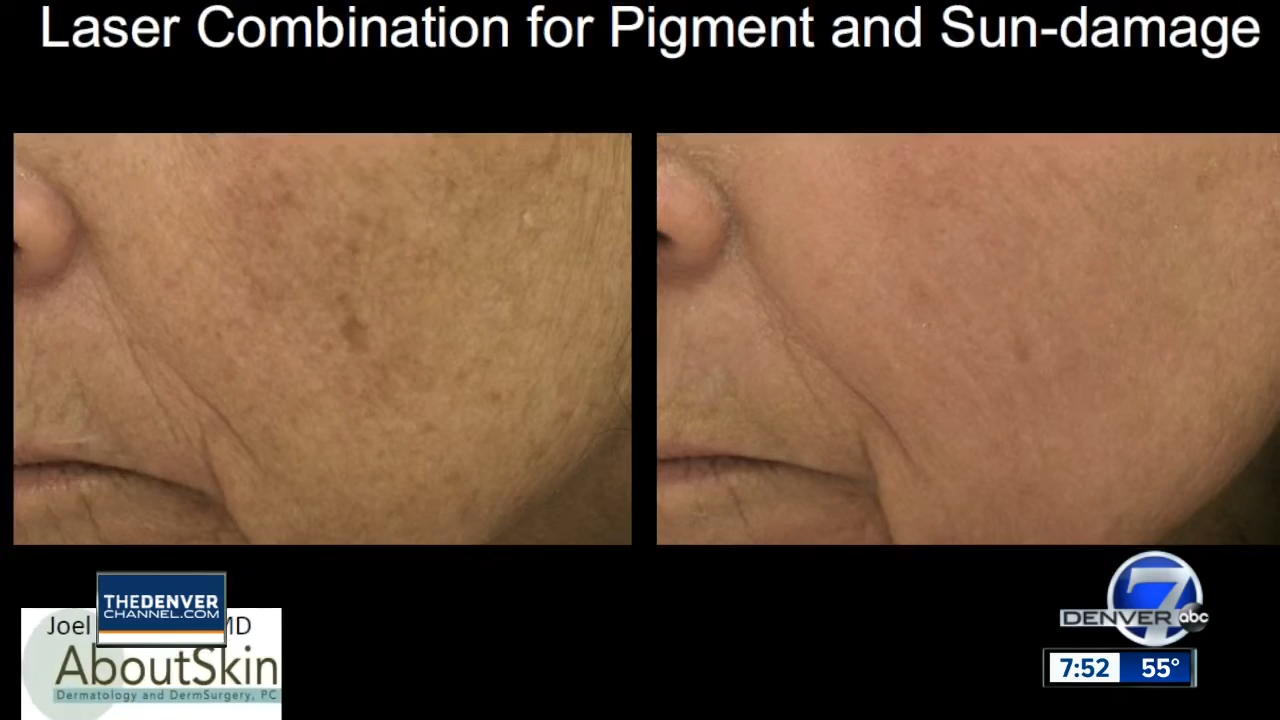 Laser Combination for Pigment and Sun-damage
THEDENVER
CHANNEL.COM
Joel MD
AboutSkin
Dermatology and DermSurgery, PC
7
DENVER abc
7:52 55°